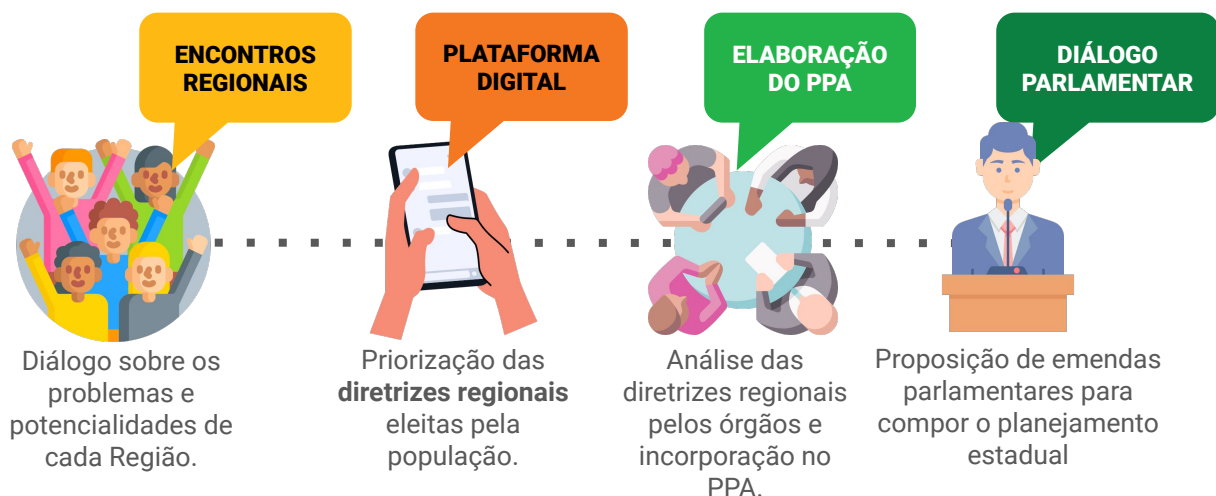 ENCONTROS
REGIONAIS
PLATAFORMA
DIGITAL
ELABORAÇÃO
DO PPA
DIÁLOGO
PARLAMENTAR
Diálogo sobre os
problemas e
potencialidades de
cada Região.
Priorização das
diretrizes regionais
eleitas pela
população.
Análise das
diretrizes regionais
pelos órgãos e
incorporação no
PPA.
Proposição de emendas
parlamentares para
compor o planejamento
estadual